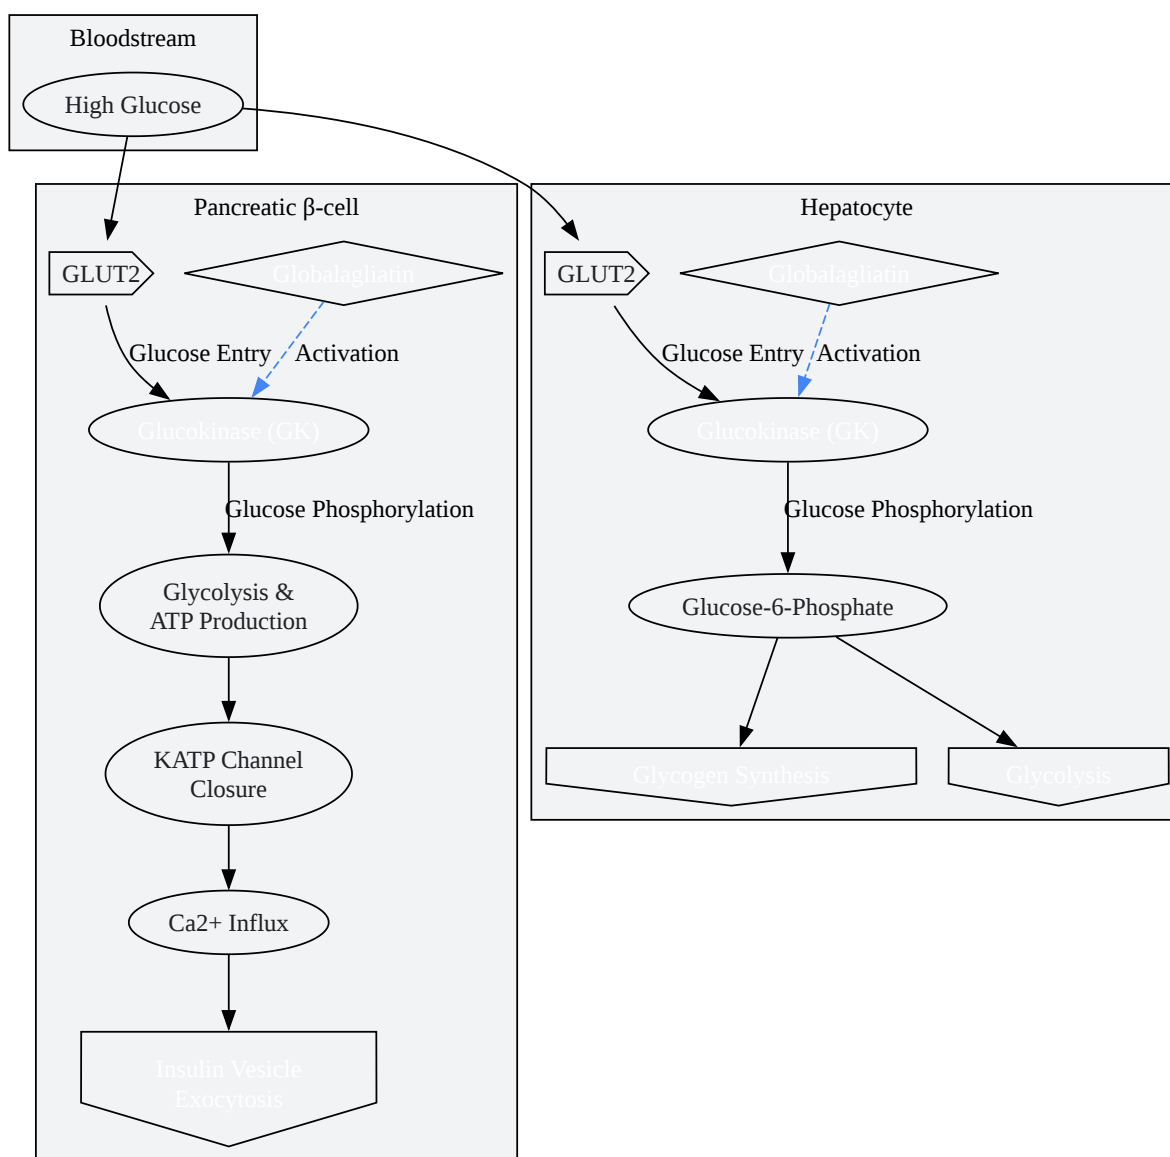 Bloodstream
High Glucose
Pancreatic β-cell
GLUT2
Globalagliatin
Glucose Entry
Activation
Glucokinase (GK)
Glucose Phosphorylation
Glycolysis &
ATP Production
KATP Channel
Closure
Ca2+ Influx
Insulin Vesicle
Exocytosis
Hepatocyte
GLUT2
Globalagliatin
Glucose Entry
Activation
Glucokinase (GK)
Glucose Phosphorylation
Glucose-6-Phosphate
Glycogen Synthesis
Glycolysis